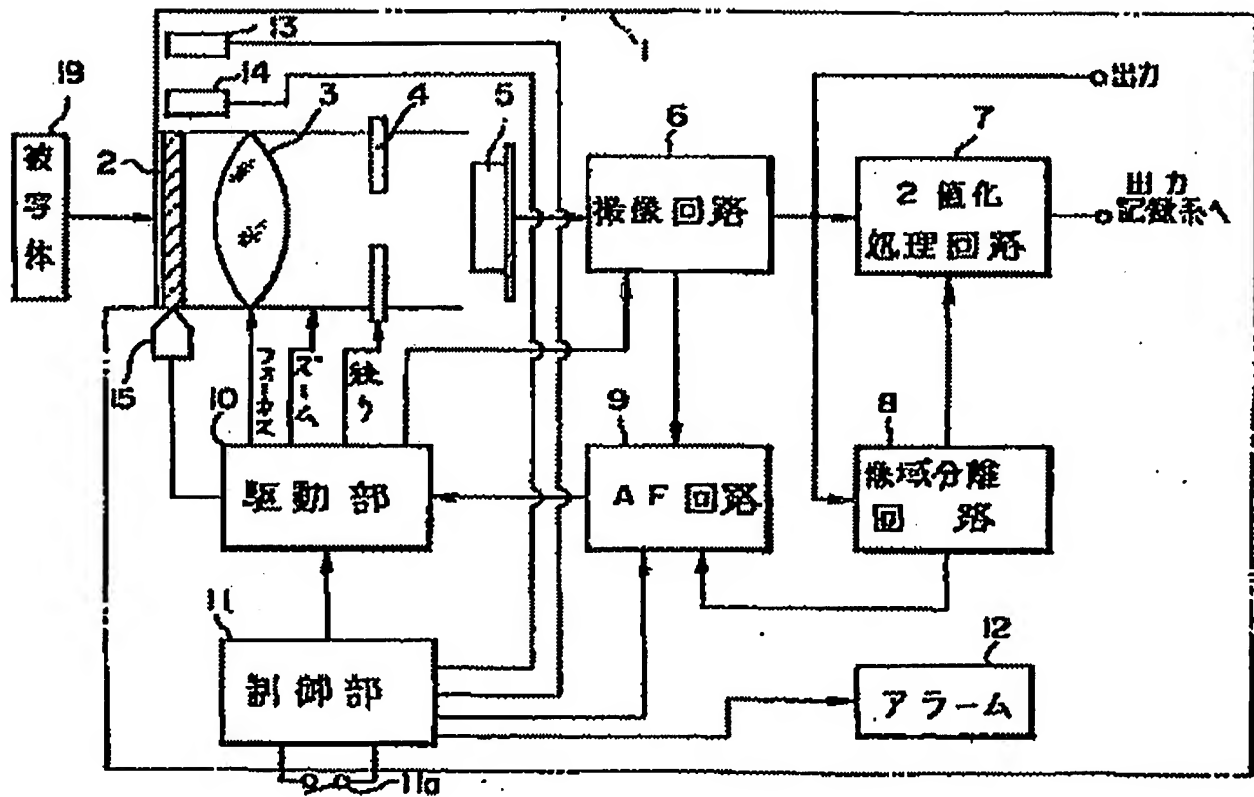 13
1
出力
14
19
3
4
5
6
7
被写体
2
撮像回路
2値化
処理回路
出力
記録系へ
15
フォーカス
ズーム
絞り
10
9
8
駆動部
AF回路
像域分離
回路
11
12
制御部
アラーム
11a